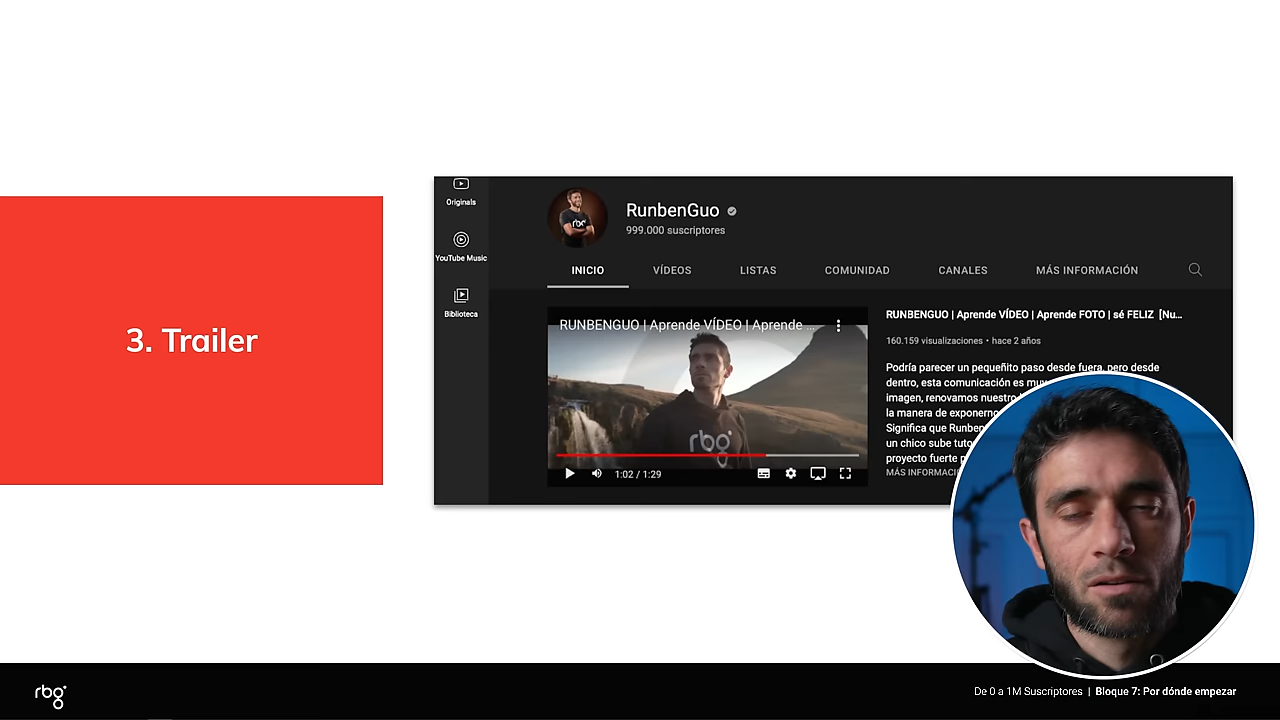 3. Trailer
Originals
YouTube Music
Biblioteca
rbg
RunbenGuo
999.000 suscriptores
INICIO
VÍDEOS
LISTAS
COMUNIDAD
CANALES
MÁS INFORMACIÓN
RUNBENGUO | Aprende VÍDEO | Aprende ...
rbg
1:02 / 1:29
RUNBENGUO | Aprende VÍDEO | Aprende FOTO | sé FELIZ [Nu...
160.159 visualizaciones • hace 2 años
Podría parecer un pequeñito paso desde fuera, pero desde
dentro, esta comunicación es
imagen, renovamos nuestro
la manera de
Significa que
un chico sube
proyecto fuerte
MÁS
rbg
De 0 a 1M Suscriptores | Bloque 7: Por dónde empezar